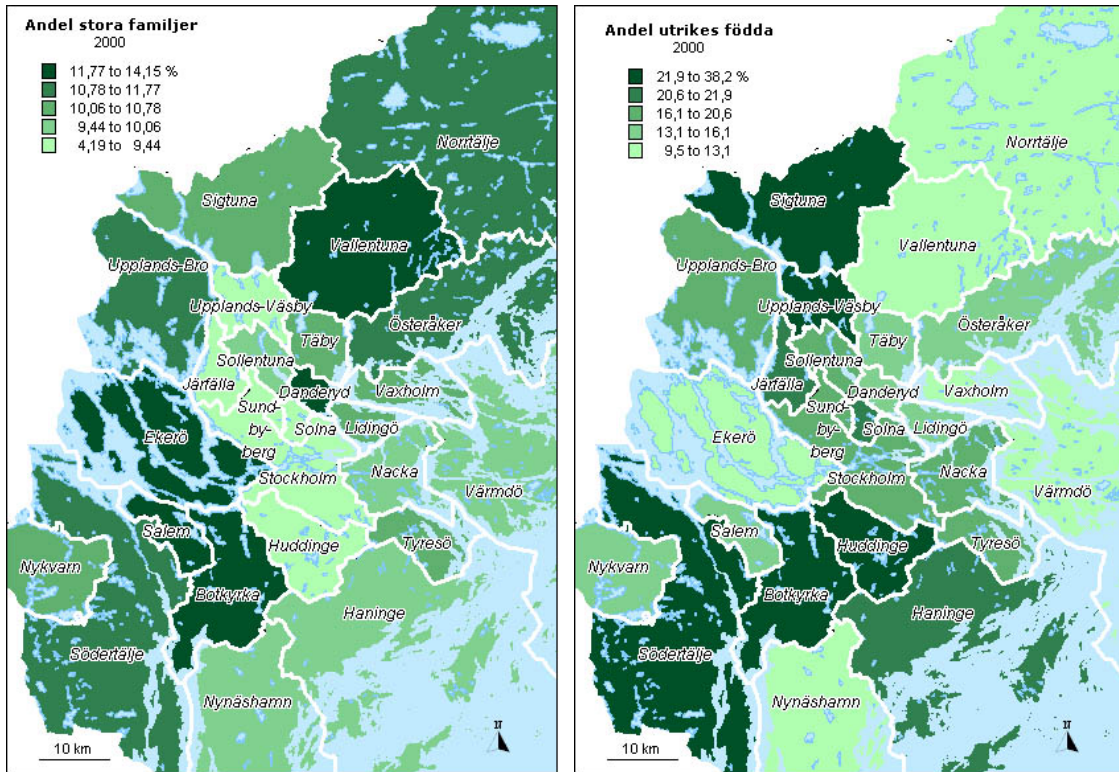 Andel stora familjer
2000
11,77 to 14,15 %
10,78 to 11,77
10,06 to 10,78
9,44 to 10,06
4,19 to 9,44
Norrtälje
Sigtuna
Vallentuna
Upplands-Bro
Upplands-Väsby
Österåker
Täby
Sollentuna
Järfälla
Danderyd
Vaxholm
Sund-
by-
berg
Solna
Lidingö
Ekerö
Stockholm
Nacka
Värmdö
Salem
Huddinge
Tyresö
Nykvarn
Botkyrka
Haninge
Södertälje
Nynäshamn
10 km
N
Andel utrikes födda
2000
21,9 to 38,2 %
20,6 to 21,9
16,1 to 20,6
13,1 to 16,1
9,5 to 13,1
Norrtälje
Sigtuna
Vallentuna
Upplands-Bro
Upplands-Väsby
Österåker
Täby
Sollentuna
Järfälla
Danderyd
Vaxholm
Sund-
by-
berg
Solna
Lidingö
Ekerö
Stockholm
Nacka
Värmdö
Salem
Huddinge
Tyresö
Nykvarn
Botkyrka
Haninge
Södertälje
Nynäshamn
10 km
N